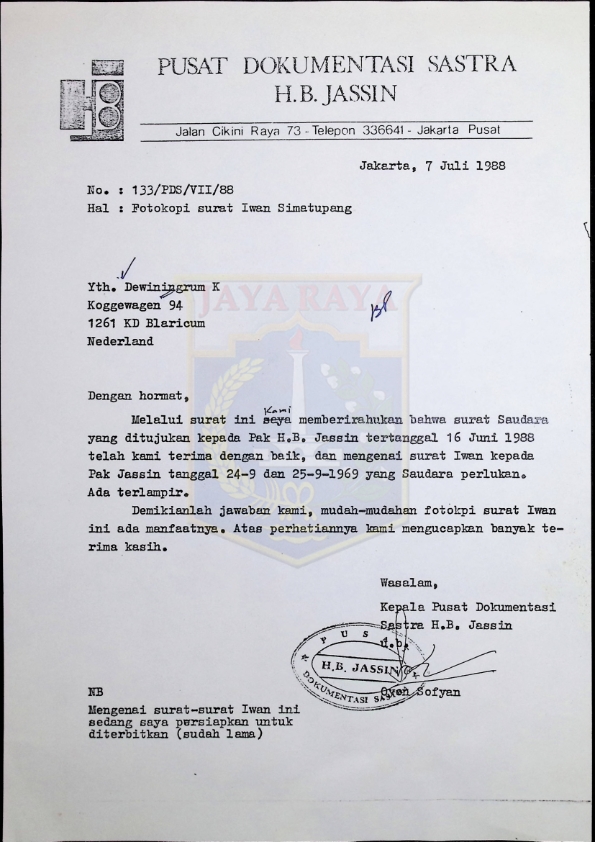 PUSAT DOKUMENTASI SASTRA
H.B. JASSIN
Jalan Cikini Raya 73 - Telepon 336641 - Jakarta Pusat
Jakarta, 7 Juli 1988
No. : 133/PDS/VII/88
Hal : Fotokopi surat Iwan Simatupang
Yth. Dewiningrum K
Koggewagen 94
1261 KD Blaricum
Nederland
JAYA RAYA
Dengan hormat,
Kami
Melalui surat ini saya memberirahukan bahwa surat Saudara
yang ditujukan kepada Pak H.B. Jassin tertanggal 16 Juni 1988
telah kami terima dengan baik, dan mengenai surat Iwan kepada
Pak Jassin tanggal 24-9 dan 25-9-1969 yang Saudara perlukan.
Ada terlampir.
Demikianlah jawaban kami, mudah-mudahan fotokpi surat Iwan
ini ada manfaatnya. Atas perhatiannya kami mengucapkan banyak te-
rima kasih.
Wasalam,
Kepala Pusat Dokumentasi
Sastra H.B. Jassin
PUSAT
H.B. JASSIN
DOKUMENTASI SASTRA
Oyon Sofyan
NB
Mengenai surat-surat Iwan ini
sedang saya persiapkan untuk
diterbitkan (sudah lama)